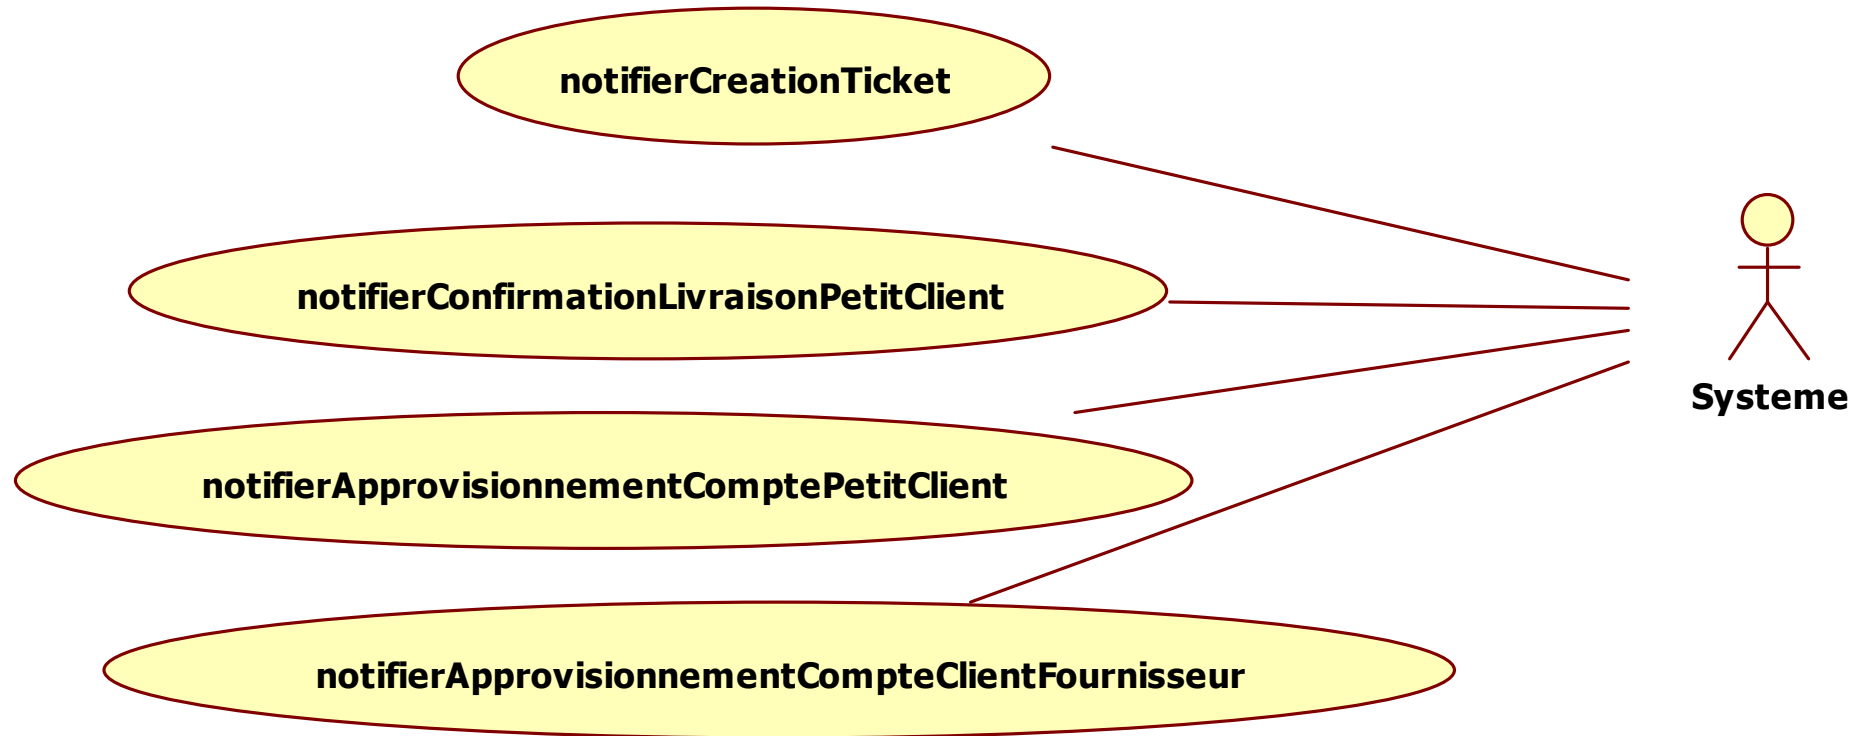 notifierCreationTicket
notifierConfirmationLivraisonPetitClient
Systeme
notifierApprovisionnementComptePetitClient
notifierApprovisionnementCompteClientFournisseur